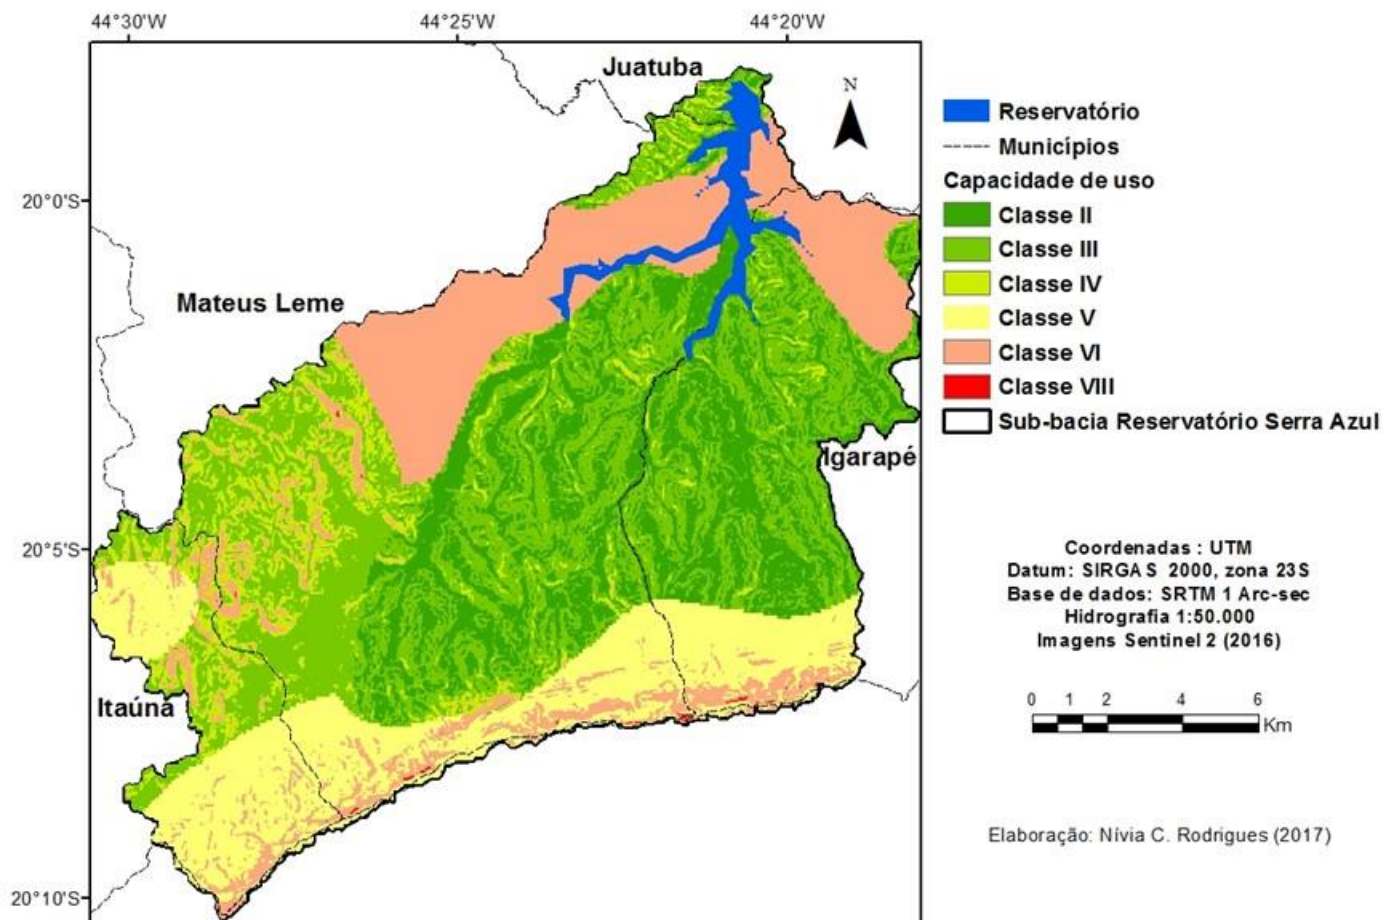 44°30'W 44°25'W 44°20'W
Juatuba
N
20°0'S
Mateus Leme
Igarapé
20°5'S
Itaúna
20°10'S
Reservatório
Municípios
Capacidade de uso
Classe II
Classe III
Classe IV
Classe V
Classe VI
Classe VIII
Sub-bacia Reservatório Serra Azul
Coordenadas : UTM
Datum: SIRGAS 2000, zona 23S
Base de dados: SRTM 1 Arc-sec
Hidrografia 1:50.000
Imagens Sentinel 2 (2016)
0 1 2 4 6
Km
Elaboração: Nívia C. Rodrigues (2017)